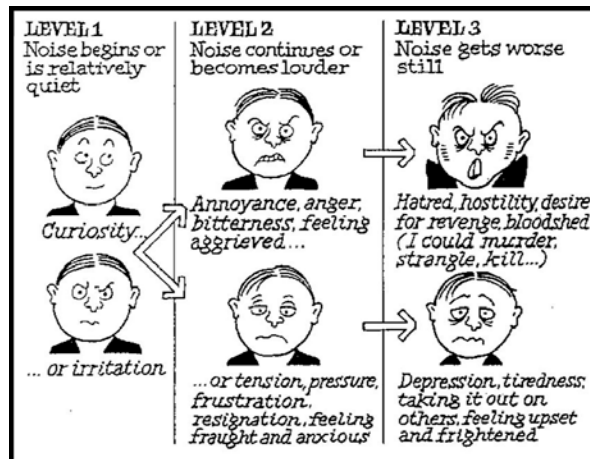 LEVEL 1
Noise begins or
is relatively
quiet
Curiosity...
... or irritation
LEVEL 2
Noise continues or
becomes louder
Annoyance, anger,
bitterness, feeling
aggrieved...
...or tension, pressure,
frustration,
resignation, feeling
fraught and anxious
LEVEL 3
Noise gets worse
still
Hatred, hostility, desire
for revenge, bloodshed
(I could murder,
strangle, kill...)
Depression, tiredness,
taking it out on
others, feeling upset
and frightened